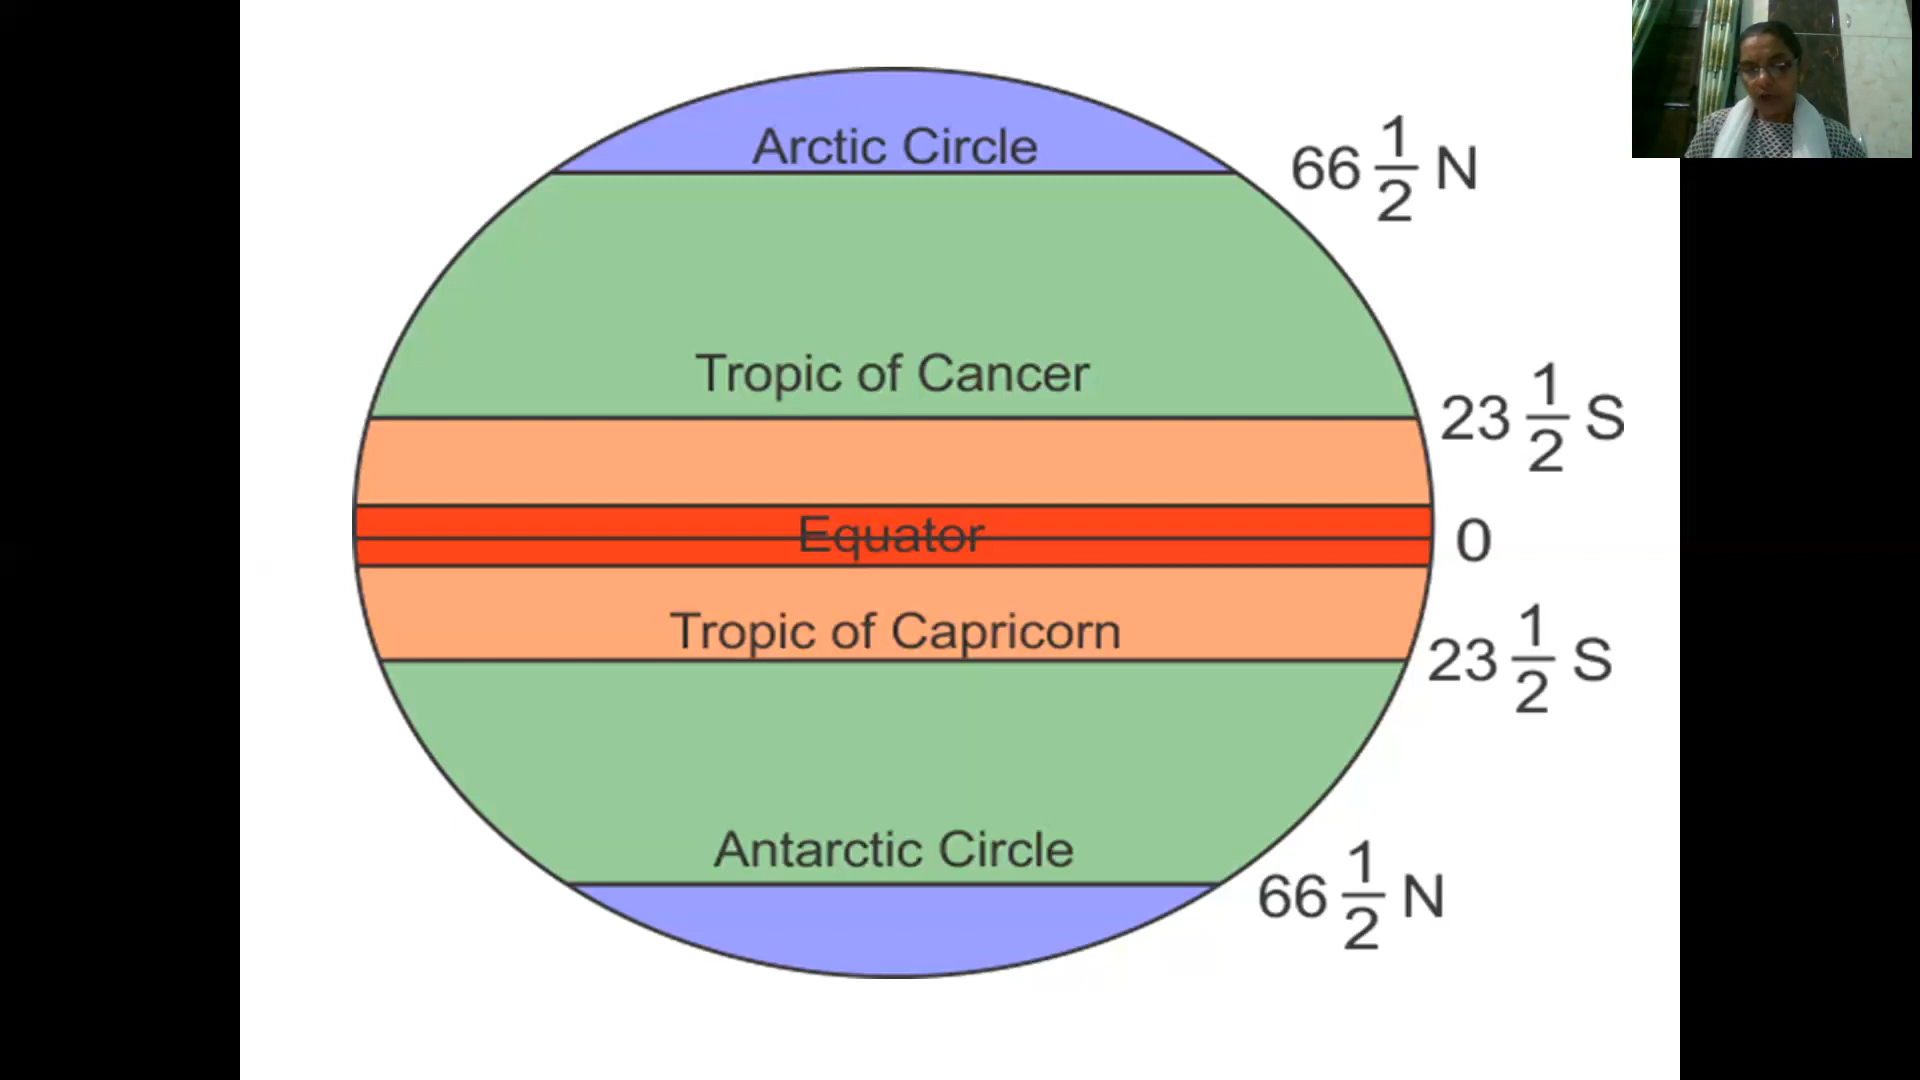 Arctic Circle
66 1/2 N
Tropic of Cancer
23 1/2 S
Equator
0
Tropic of Capricorn
23 1/2 S
Antarctic Circle
66 1/2 N